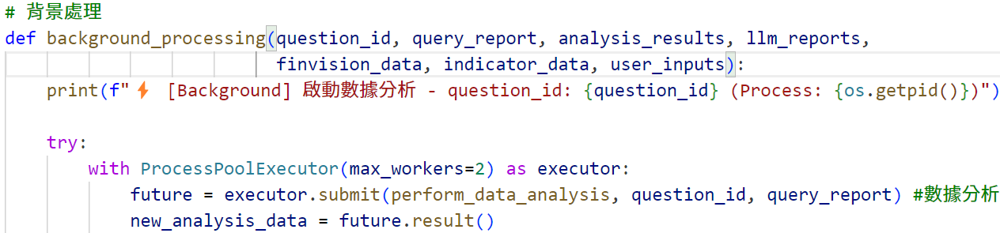 # 背景處理
def background_processing(question_id, query_report, analysis_results, llm_reports,
finvision_data, indicator_data, user_inputs):
print(f"⚡ [Background] 啟動數據分析 - question_id: {question_id} (Process: {os.getpid()})")
try:
with ProcessPoolExecutor(max_workers=2) as executor:
future = executor.submit(perform_data_analysis, question_id, query_report) #數據分析
new_analysis_data = future.result()